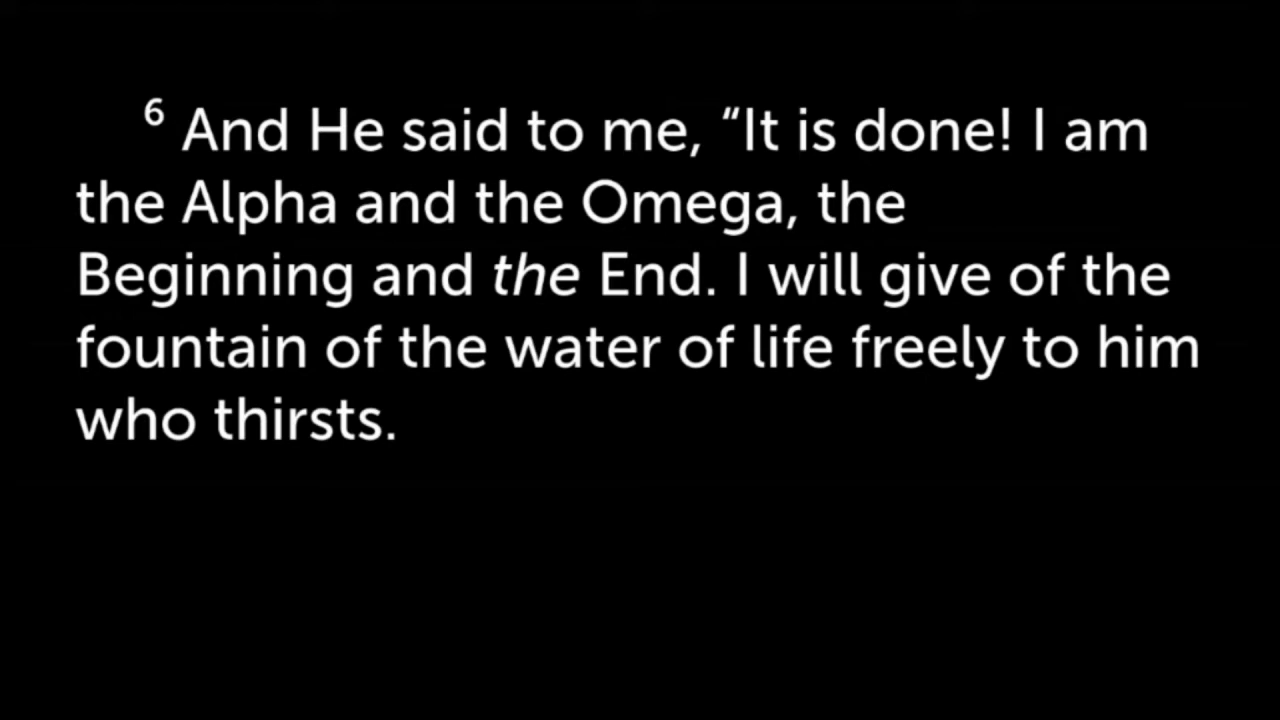 6 And He said to me, “It is done! I am
the Alpha and the Omega, the
Beginning and the End. I will give of the
fountain of the water of life freely to him
who thirsts.